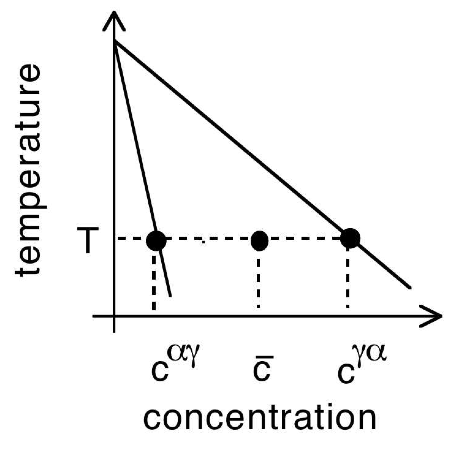 temperature
T
c^αγ c̄ c^γα
concentration